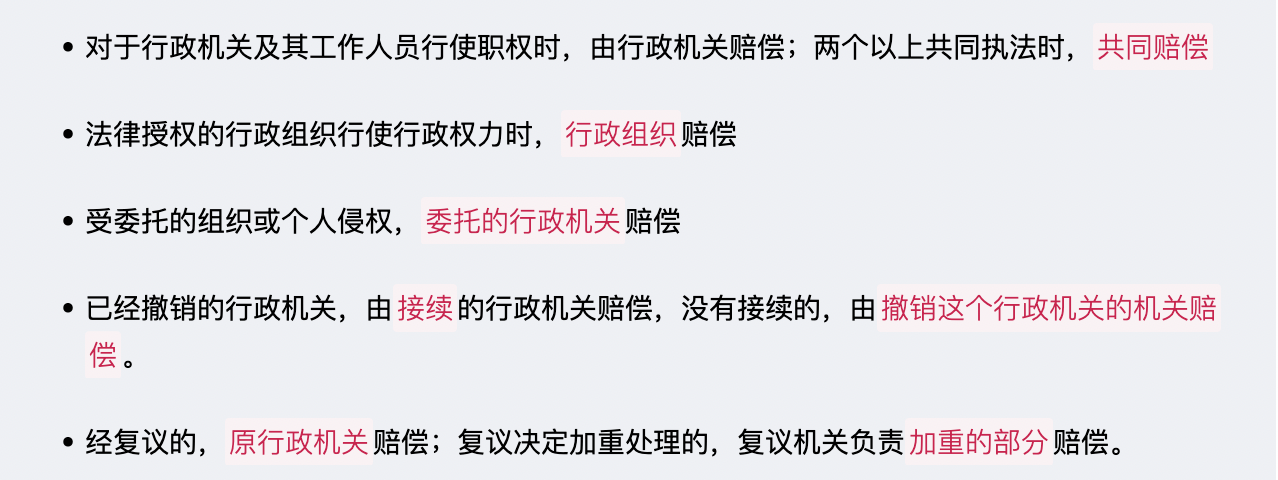 • 对于行政机关及其工作人员行使职权时，由行政机关赔偿；两个以上共同执法时，共同赔偿
• 法律授权的行政组织行使行政权力时，行政组织赔偿
• 受委托的组织或个人侵权，委托的行政机关赔偿
• 已经撤销的行政机关，由接续的行政机关赔偿，没有接续的，由撤销这个行政机关的机关赔
偿。
• 经复议的，原行政机关赔偿；复议决定加重处理的，复议机关负责加重的部分赔偿。